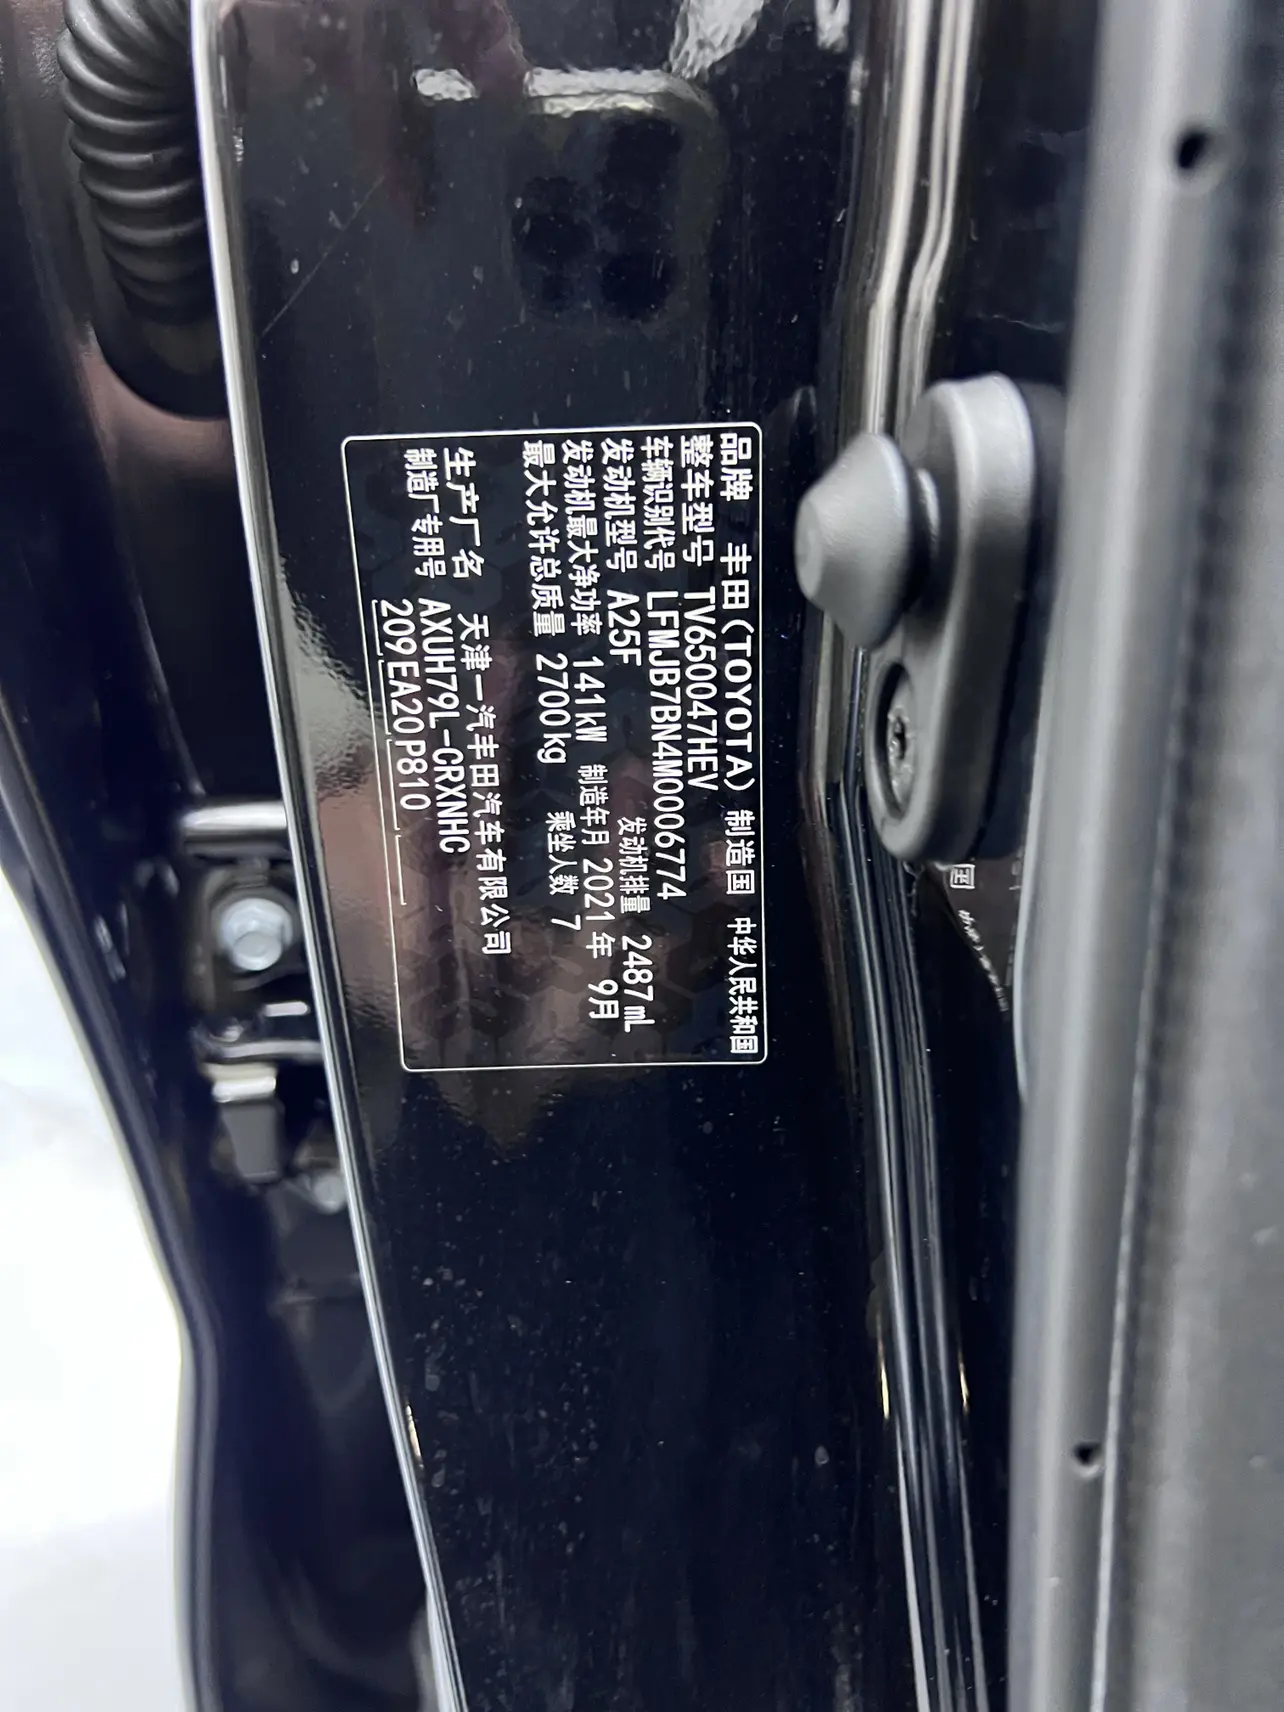 品牌 丰田(TOYOTA) 制造国 中华人民共和国
整车型号 TV65004​7HEV
车辆识别代号 LFMJB7BN4M0006774
发动机型号 A25F 发动机排量 2487mL
发动机最大净功率 141kW 制造年月 2021年 9月
最大允许总质量 2700kg 乘坐人数 7
生产厂名 天津一汽丰田汽车有限公司
制造厂专用号 AXUH79L-CRXNHC
209 EA20 P810
国